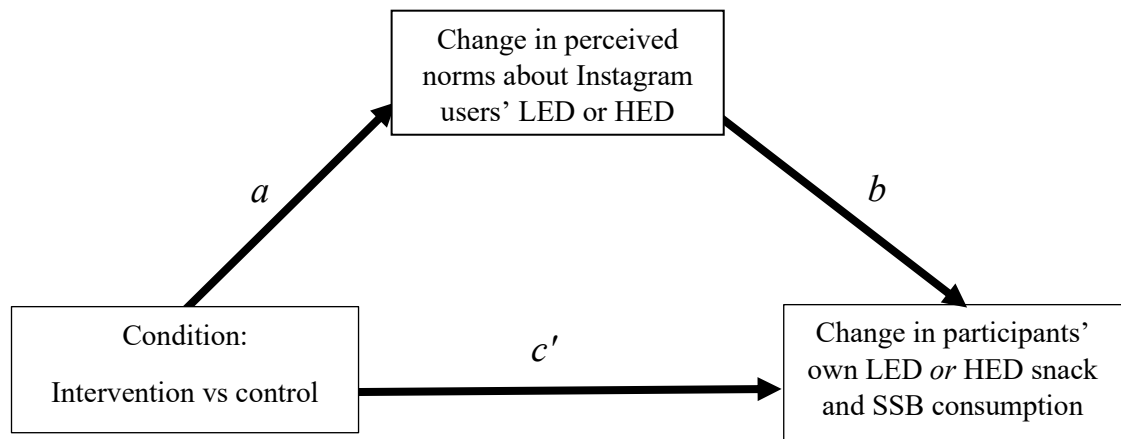 Change in perceived
norms about Instagram
users’ LED or HED
a
b
Condition:
Intervention vs control
c′
Change in participants’
own LED or HED snack
and SSB consumption